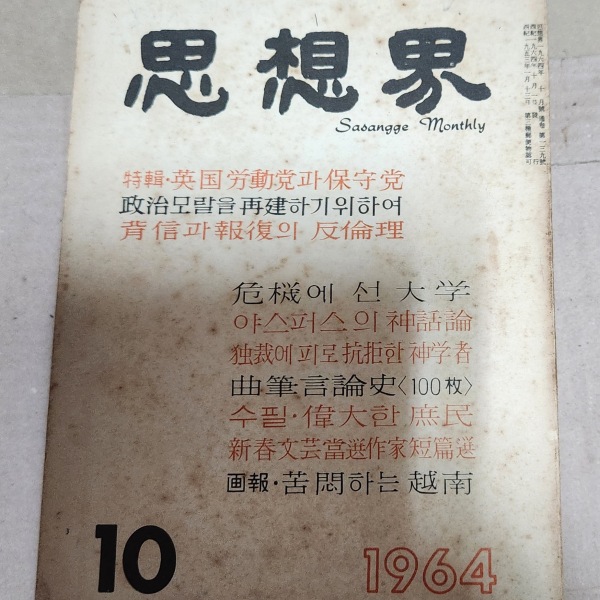 思想界
Sasangge Monthly
特輯·英国労動党과保守党
政治모랄을再建하기위하여
背信과報復의 反倫理
危機에 선大学
야스퍼스의神話論
独裁에피로抗拒한神学者
曲筆言論史〈100枚〉
수필·偉大한庶民
新春文芸當選作家短篇選
画報·苦悶하는越南
10
1964